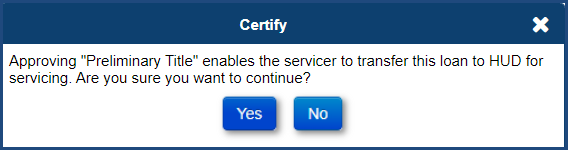 Certify
Approving "Preliminary Title" enables the servicer to transfer this loan to HUD for
servicing. Are you sure you want to continue?
Yes No